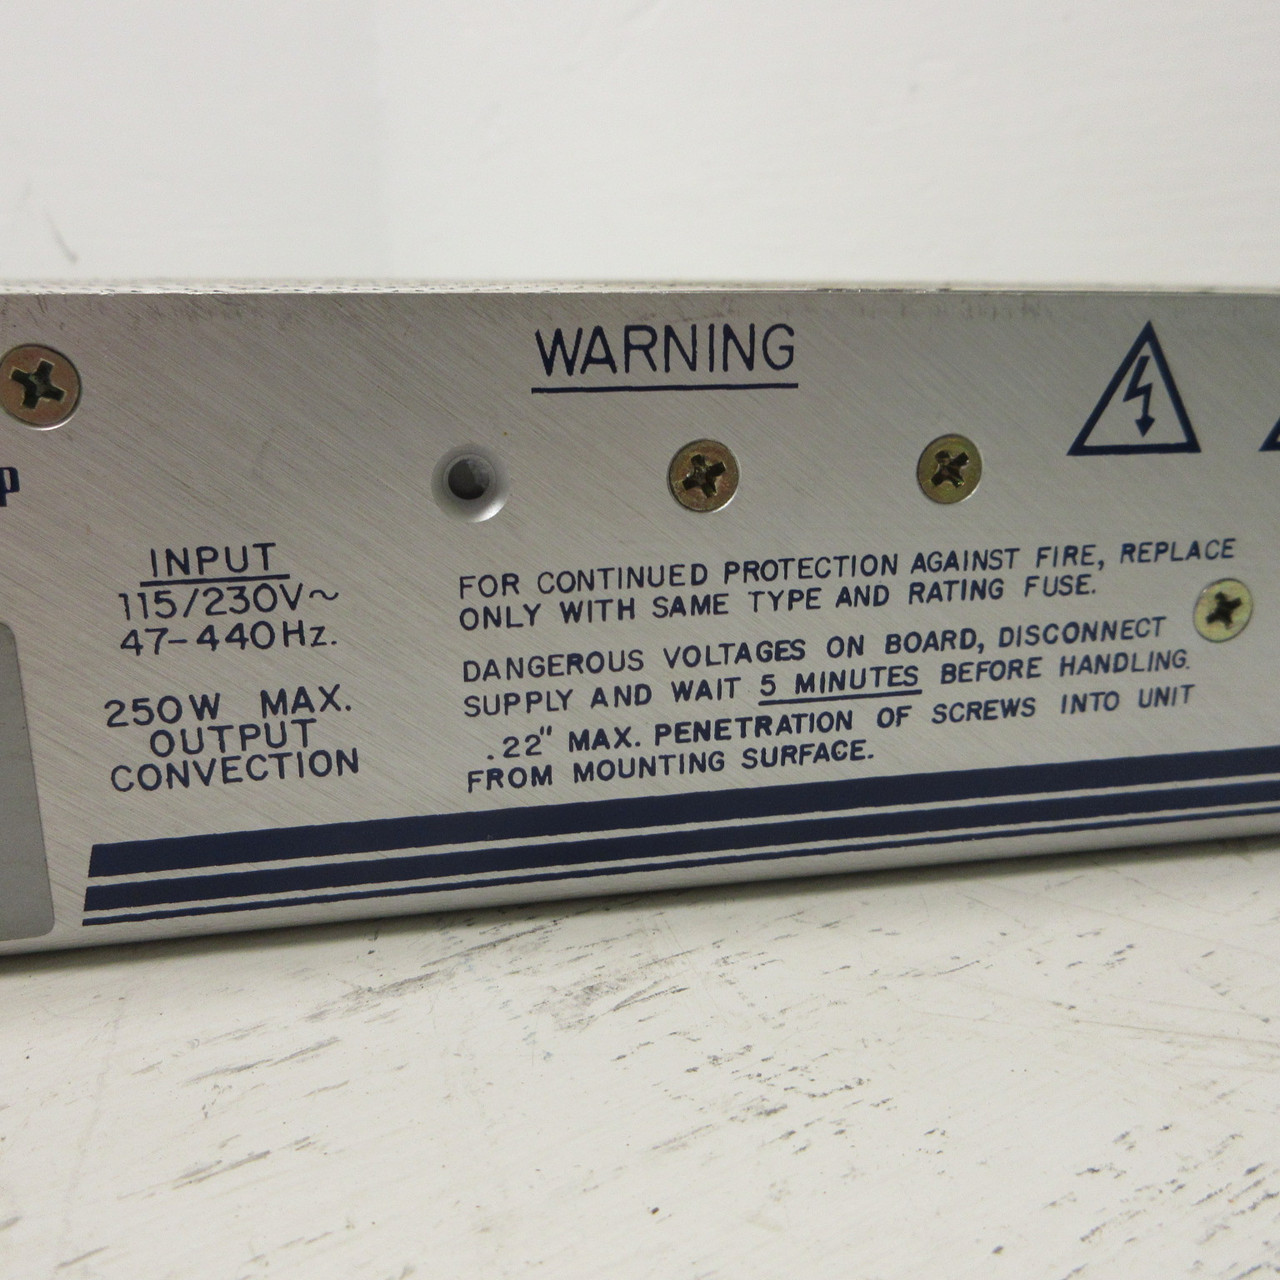 WARNING
p
INPUT
115/230V~
47-440Hz.
250W MAX.
OUTPUT
CONVECTION
FOR CONTINUED PROTECTION AGAINST FIRE, REPLACE
ONLY WITH SAME TYPE AND RATING FUSE.
DANGEROUS VOLTAGES ON BOARD, DISCONNECT
SUPPLY AND WAIT 5 MINUTES BEFORE HANDLING.
.22" MAX. PENETRATION OF SCREWS INTO UNIT
FROM MOUNTING SURFACE.